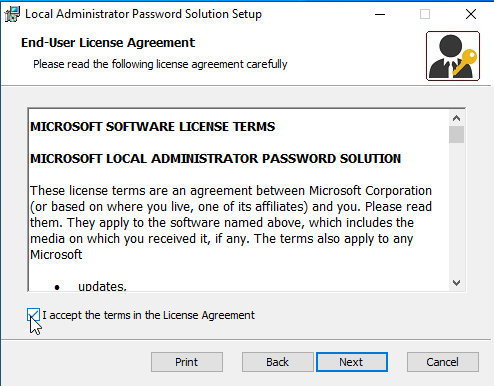 Local Administrator Password Solution Setup
End-User License Agreement
Please read the following license agreement carefully
MICROSOFT SOFTWARE LICENSE TERMS
MICROSOFT LOCAL ADMINISTRATOR PASSWORD SOLUTION
These license terms are an agreement between Microsoft Corporation
(or based on where you live, one of its affiliates) and you. Please read
them. They apply to the software named above, which includes the
media on which you received it, if any. The terms also apply to any
Microsoft
• updates,
I accept the terms in the License Agreement
Print Back Next Cancel